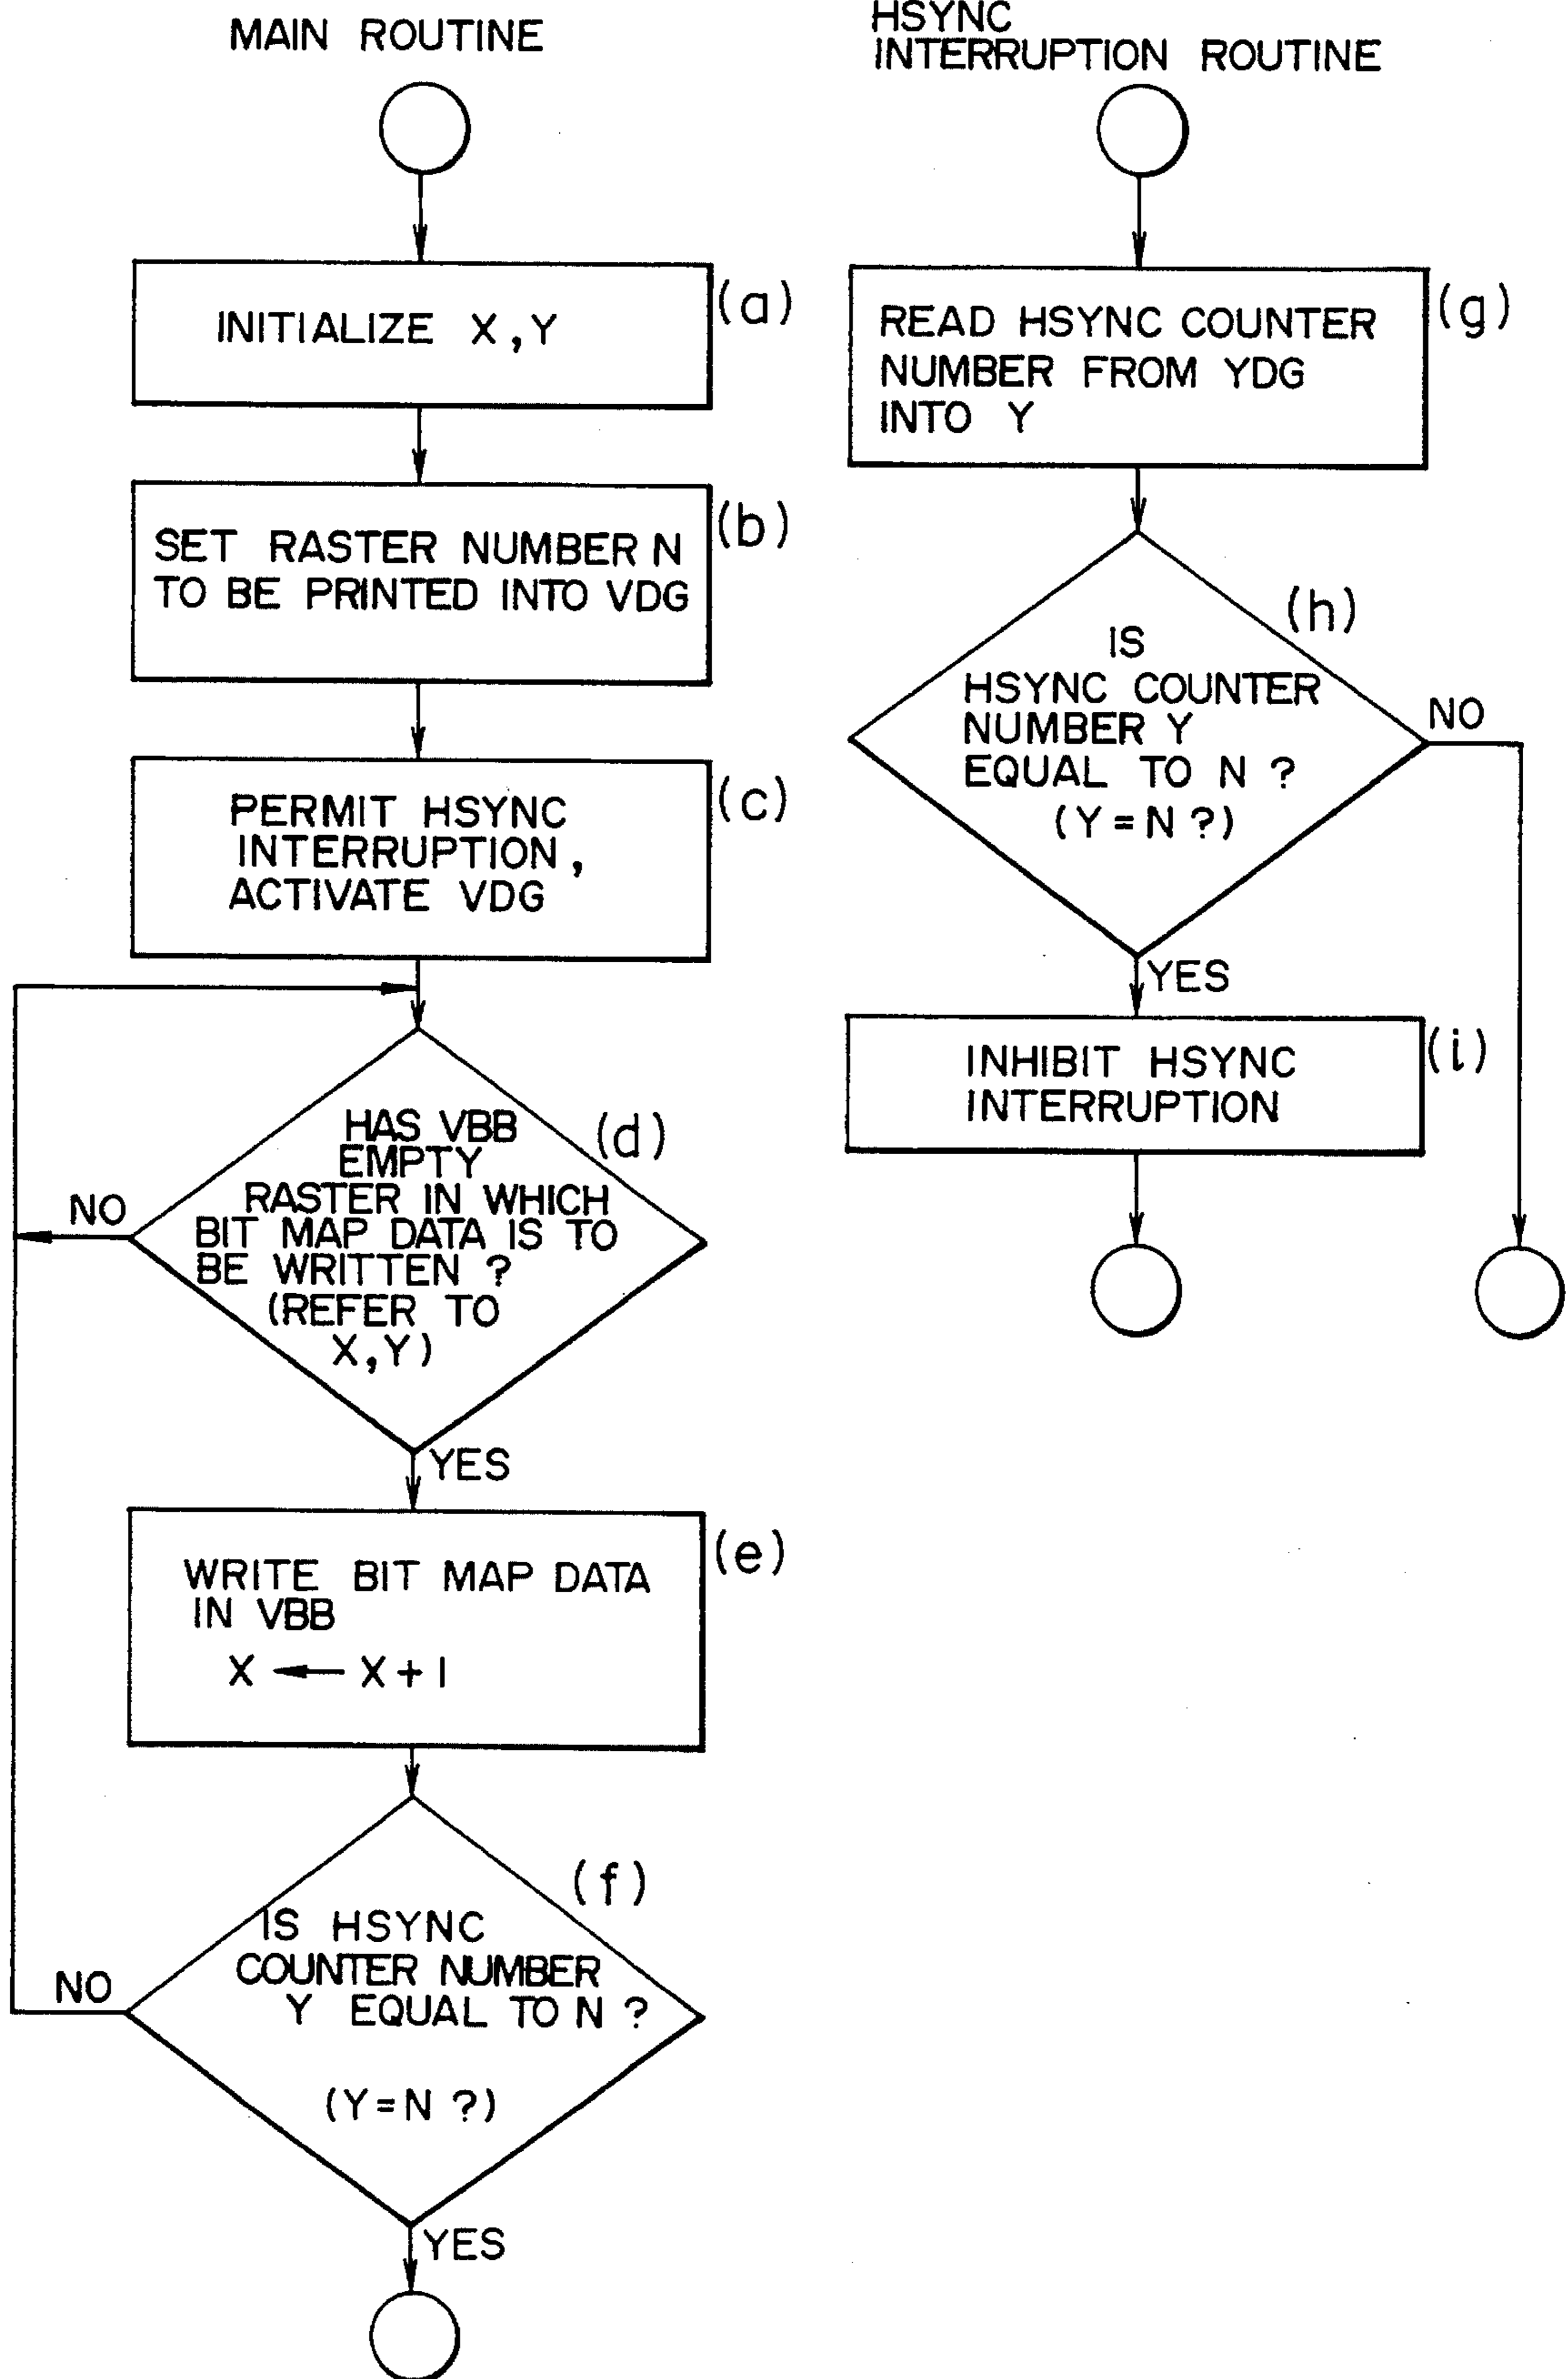 MAIN ROUTINE
(a)
INITIALIZE X,Y
(b)
SET RASTER NUMBER N
TO BE PRINTED INTO VDG
(c)
PERMIT HSYNC
INTERRUPTION,
ACTIVATE VDG
(d)
HAS VBB
EMPTY
RASTER IN WHICH
BIT MAP DATA IS TO
BE WRITTEN ?
(REFER TO
X,Y)
NO
YES
(e)
WRITE BIT MAP DATA
IN VBB
X ← X+1
(f)
IS HSYNC
COUNTER NUMBER
Y EQUAL TO N ?
(Y=N ?)
NO
YES
HSYNC
INTERRUPTION ROUTINE
(g)
READ HSYNC COUNTER
NUMBER FROM YDG
INTO Y
(h)
IS
HSYNC COUNTER
NUMBER Y
EQUAL TO N ?
(Y=N ?)
NO
YES
(i)
INHIBIT HSYNC
INTERRUPTION